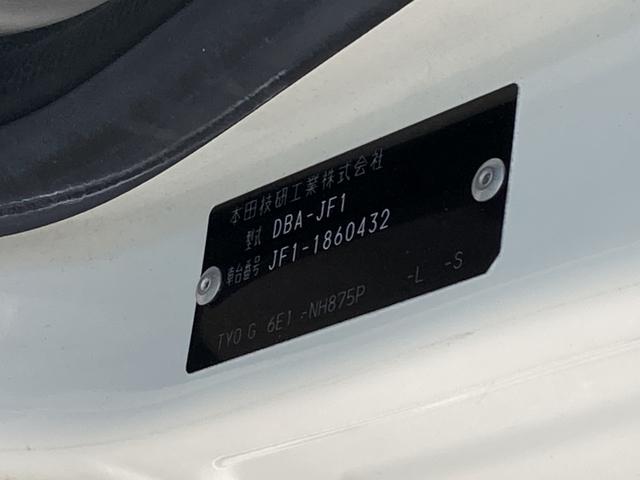 本田技研工業株式会社
型式 DBA-JF1
車台番号 JF1-1860432
TYO G 6E1 -NH875P -L -S